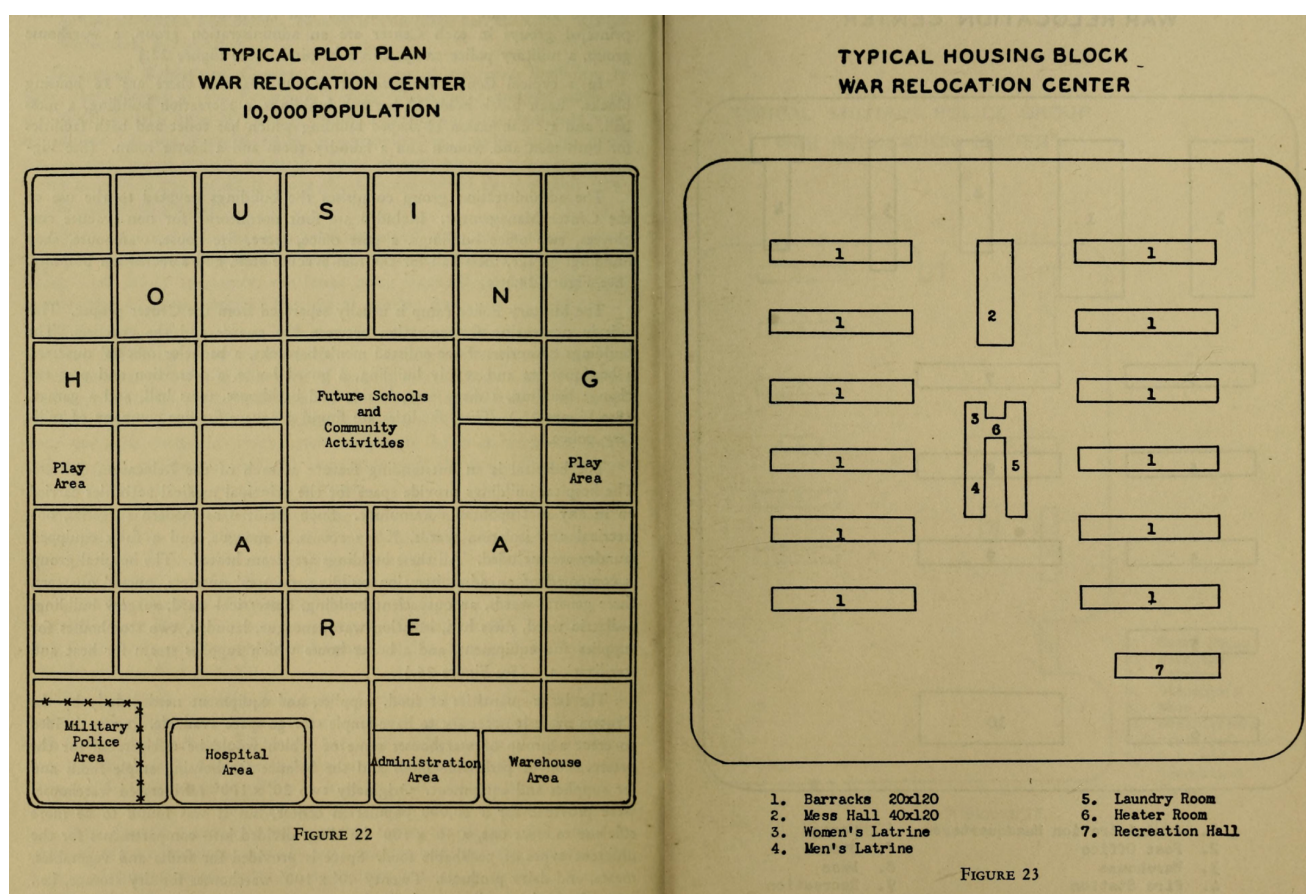 TYPICAL PLOT PLAN
WAR RELOCATION CENTER
10,000 POPULATION
U S I
O N
H G
Future Schools
and
Community
Activities
Play
Area
Play
Area
A A
R E
Military
Police
Area
Hospital
Area
Administration
Area
Warehouse
Area
FIGURE 22
TYPICAL HOUSING BLOCK
WAR RELOCATION CENTER
1 1
2
1 1
1 1
3
6
1 1
5
4
1 1
1 1
7
1. Barracks 20x120
2. Mess Hall 40x120
3. Women's Latrine
4. Men's Latrine
5. Laundry Room
6. Heater Room
7. Recreation Hall
FIGURE 23